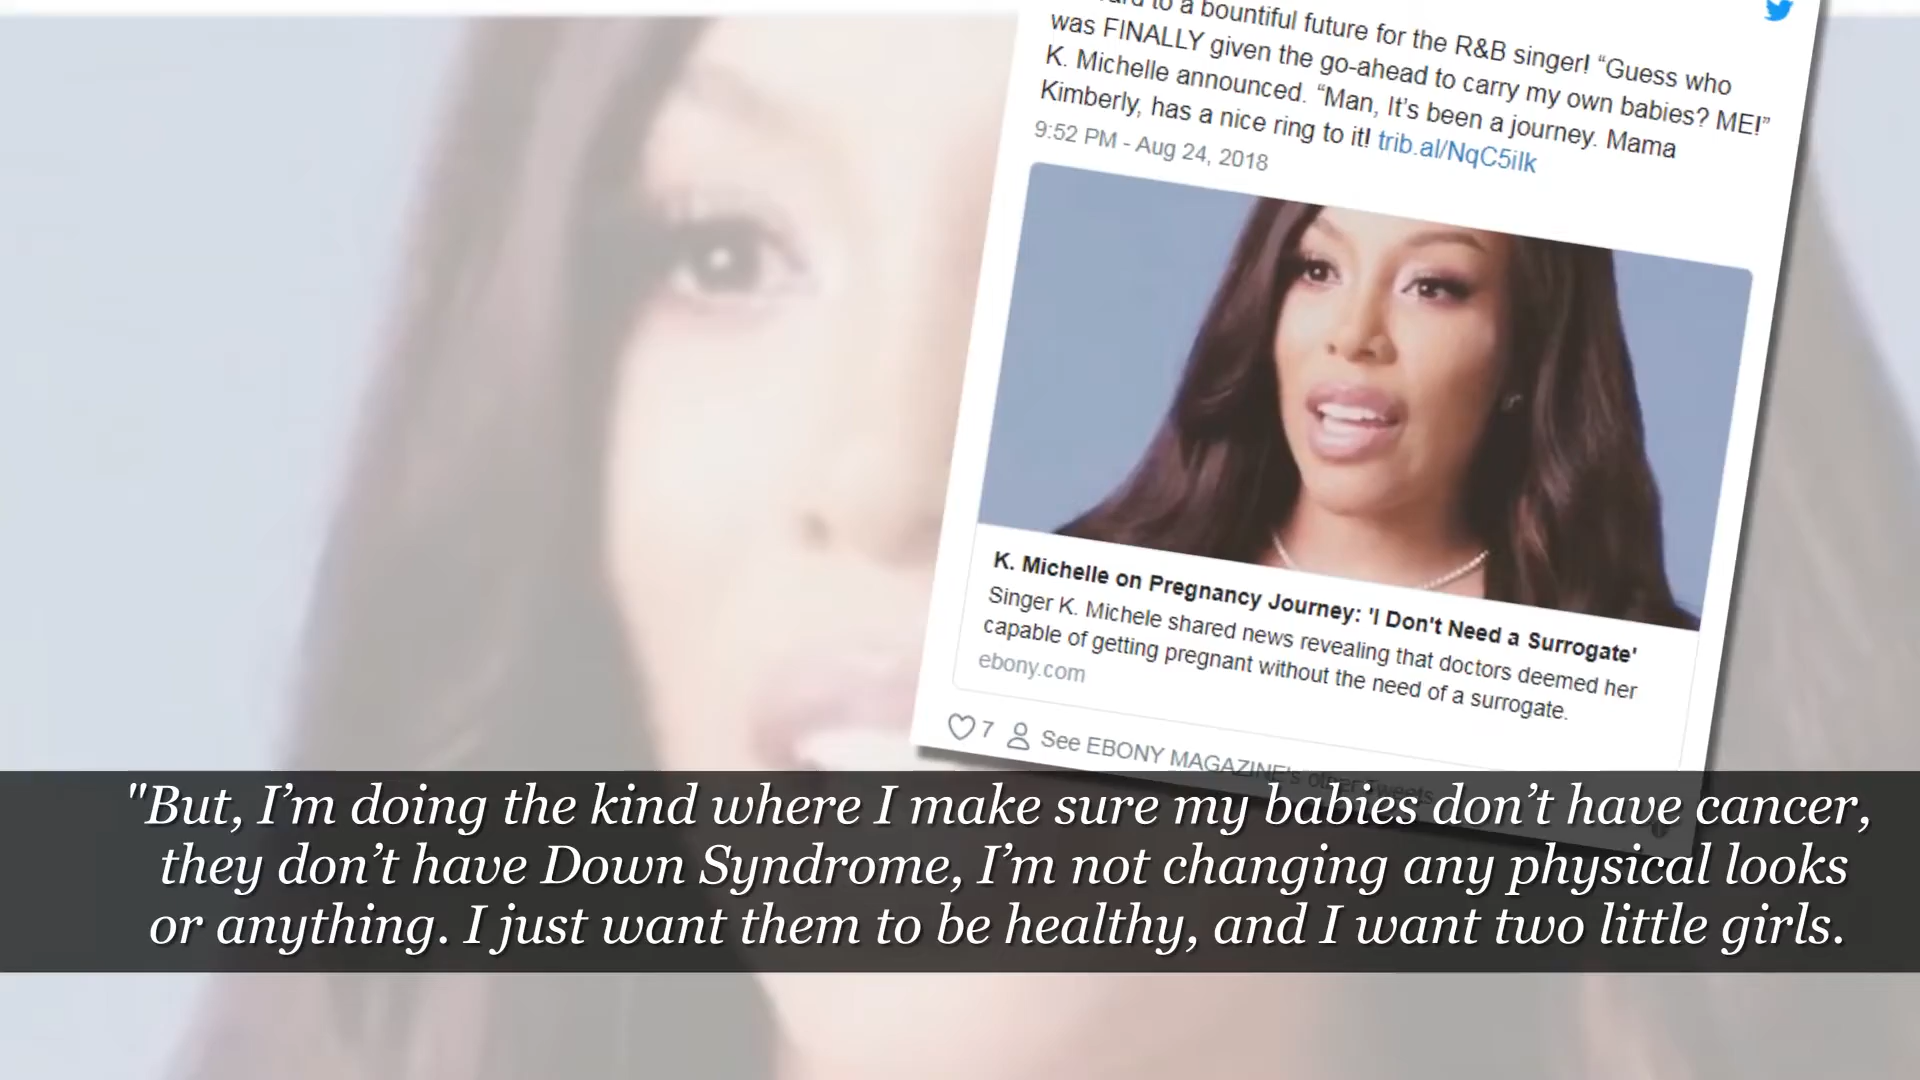 to a bountiful future for the R&B singer! “Guess who
was FINALLY given the go-ahead to carry my own babies? ME!”
K. Michelle announced. “Man, It’s been a journey. Mama
Kimberly, has a nice ring to it! trib.al/NqC5ilk
9:52 PM - Aug 24, 2018
K. Michelle on Pregnancy Journey: 'I Don't Need a Surrogate'
Singer K. Michele shared news revealing that doctors deemed her
capable of getting pregnant without the need of a surrogate.
ebony.com
7 See EBONY MAGAZINE's other Tweets
"But, I’m doing the kind where I make sure my babies don’t have cancer,
they don’t have Down Syndrome, I’m not changing any physical looks
or anything. I just want them to be healthy, and I want two little girls.